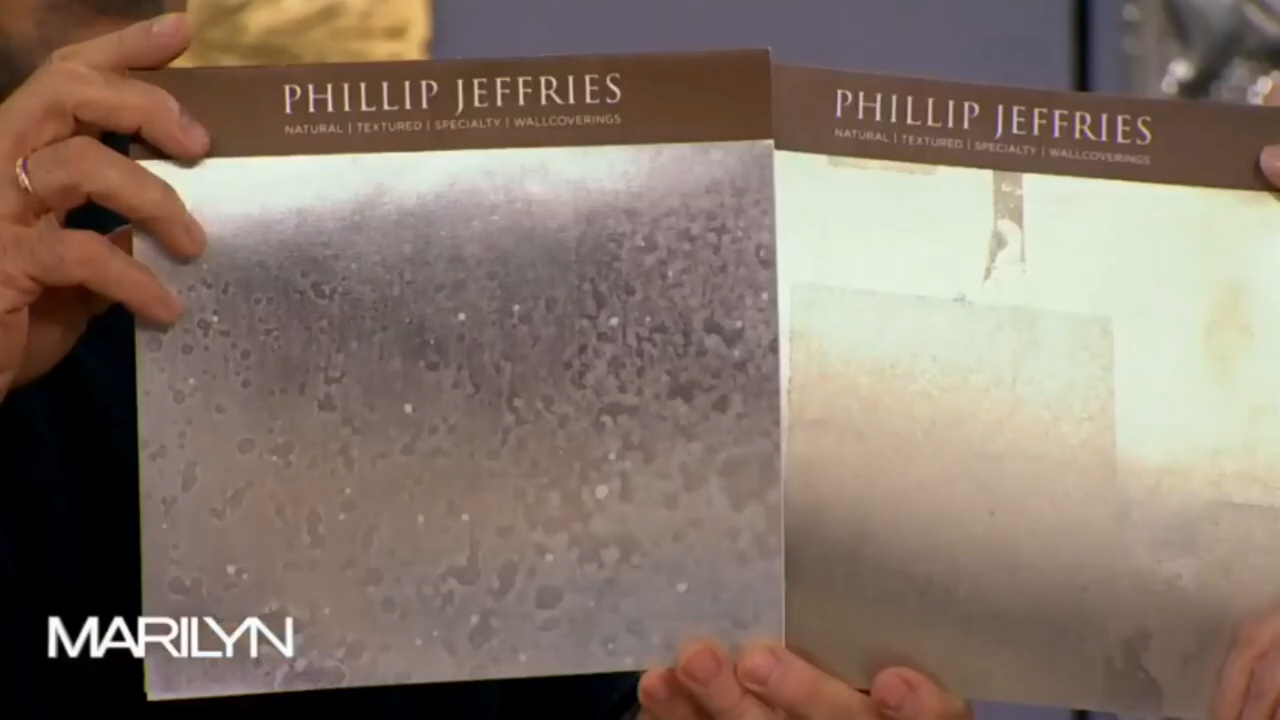 PHILLIP JEFFRIES
NATURAL | TEXTURED | SPECIALTY | WALLCOVERINGS
PHILLIP JEFFRIES
NATURAL | TEXTURED | SPECIALTY | WALLCOVERINGS
MARILYN